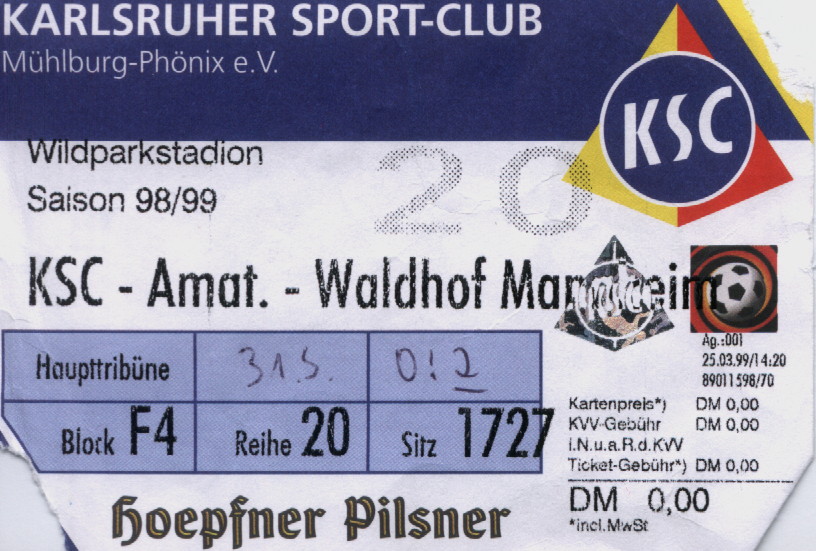 KARLSRUHER SPORT-CLUB
Mühlburg-Phönix e.V.
KSC
Wildparkstadion
Saison 98/99
20
KSC - Amat. - Waldhof Mannheim
Ag.:001
25.03.99/14:20
89011598/70
Haupttribüne 31.5. 0:2
Block F4 Reihe 20 Sitz 1727
Kartenpreis*) DM 0,00
KVV-Gebühr DM 0,00
i.N.u.a.R.d.KVV
Ticket-Gebühr*) DM 0,00
DM 0,00
*incl.MwSt
Hoepfner Pilsner